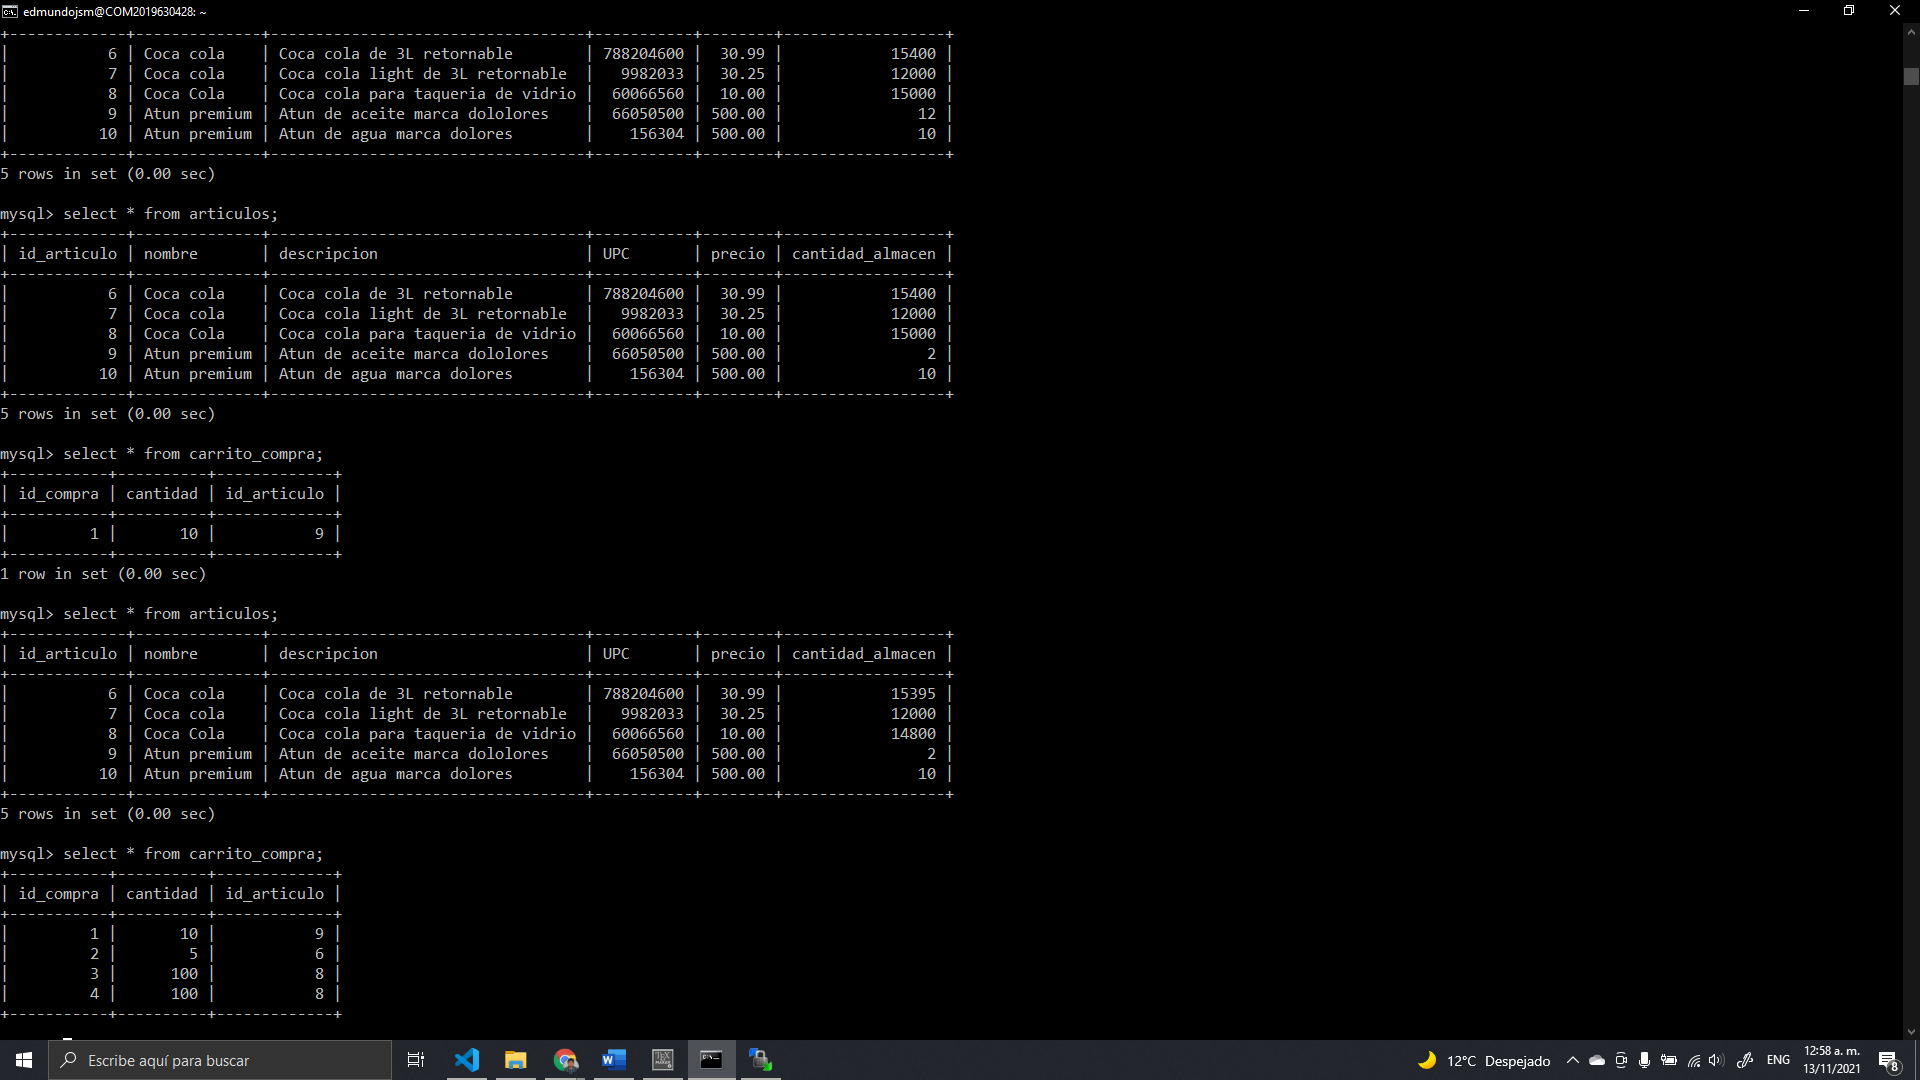 edmundojsm@COM2019630428: ~
+-------------+--------------+-----------------------------------+-----------+--------+------------------+
|           6 | Coca cola    | Coca cola de 3L retornable        | 788204600 |  30.99 |            15400 |
|           7 | Coca cola    | Coca cola light de 3L retornable  |   9982033 |  30.25 |            12000 |
|           8 | Coca Cola    | Coca cola para taqueria de vidrio |  60066560 |  10.00 |            15000 |
|           9 | Atun premium | Atun de aceite marca dololores    |  66050500 | 500.00 |               12 |
|          10 | Atun premium | Atun de agua marca dolores        |    156304 | 500.00 |               10 |
+-------------+--------------+-----------------------------------+-----------+--------+------------------+
5 rows in set (0.00 sec)
mysql> select * from articulos;
+-------------+--------------+-----------------------------------+-----------+--------+------------------+
| id_articulo | nombre       | descripcion                       | UPC       | precio | cantidad_almacen |
+-------------+--------------+-----------------------------------+-----------+--------+------------------+
|           6 | Coca cola    | Coca cola de 3L retornable        | 788204600 |  30.99 |            15400 |
|           7 | Coca cola    | Coca cola light de 3L retornable  |   9982033 |  30.25 |            12000 |
|           8 | Coca Cola    | Coca cola para taqueria de vidrio |  60066560 |  10.00 |            15000 |
|           9 | Atun premium | Atun de aceite marca dololores    |  66050500 | 500.00 |                2 |
|          10 | Atun premium | Atun de agua marca dolores        |    156304 | 500.00 |               10 |
+-------------+--------------+-----------------------------------+-----------+--------+------------------+
5 rows in set (0.00 sec)
mysql> select * from carrito_compra;
+-----------+----------+-------------+
| id_compra | cantidad | id_articulo |
+-----------+----------+-------------+
|         1 |       10 |           9 |
+-----------+----------+-------------+
1 row in set (0.00 sec)
mysql> select * from articulos;
+-------------+--------------+-----------------------------------+-----------+--------+------------------+
| id_articulo | nombre       | descripcion                       | UPC       | precio | cantidad_almacen |
+-------------+--------------+-----------------------------------+-----------+--------+------------------+
|           6 | Coca cola    | Coca cola de 3L retornable        | 788204600 |  30.99 |            15395 |
|           7 | Coca cola    | Coca cola light de 3L retornable  |   9982033 |  30.25 |            12000 |
|           8 | Coca Cola    | Coca cola para taqueria de vidrio |  60066560 |  10.00 |            14800 |
|           9 | Atun premium | Atun de aceite marca dololores    |  66050500 | 500.00 |                2 |
|          10 | Atun premium | Atun de agua marca dolores        |    156304 | 500.00 |               10 |
+-------------+--------------+-----------------------------------+-----------+--------+------------------+
5 rows in set (0.00 sec)
mysql> select * from carrito_compra;
+-----------+----------+-------------+
| id_compra | cantidad | id_articulo |
+-----------+----------+-------------+
|         1 |       10 |           9 |
|         2 |        5 |           6 |
|         3 |      100 |           8 |
|         4 |      100 |           8 |
+-----------+----------+-------------+
Escribe aquí para buscar
12°C Despejado
ENG
12:58 a. m.
13/11/2021
8